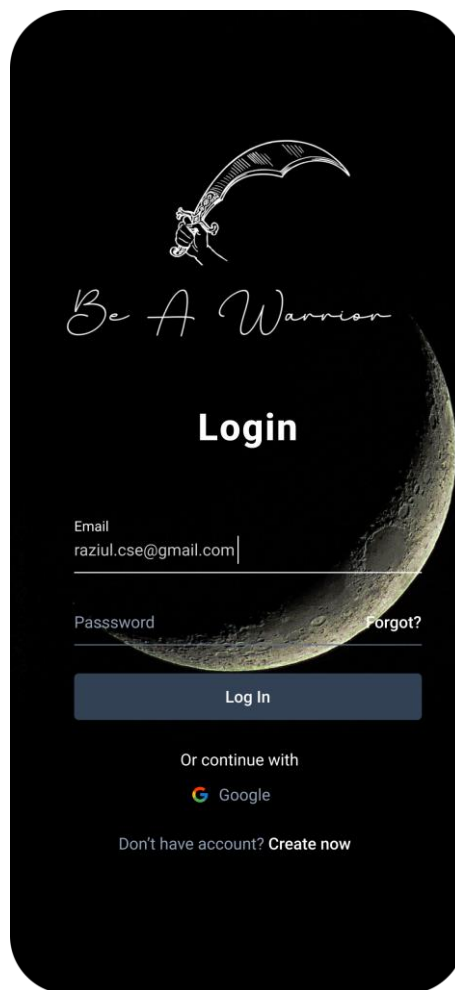 Be A Warrior
Login
Email
raziul.cse@gmail.com
Passsword Forgot?
Log In
Or continue with
Google
Don't have account? Create now